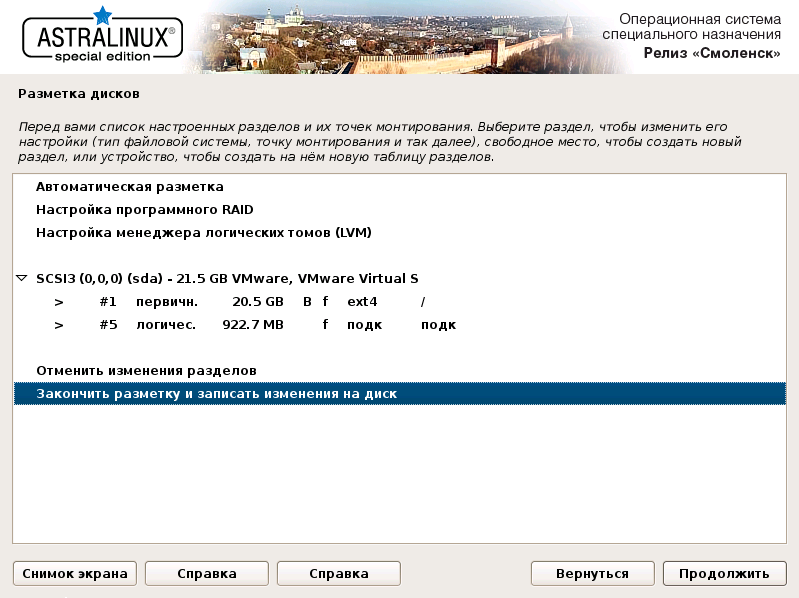 ASTRALINUX®
special edition
Операционная система
специального назначения
Релиз «Смоленск»
Разметка дисков
Перед вами список настроенных разделов и их точек монтирования. Выберите раздел, чтобы изменить его
настройки (тип файловой системы, точку монтирования и так далее), свободное место, чтобы создать новый
раздел, или устройство, чтобы создать на нём новую таблицу разделов.
Автоматическая разметка
Настройка программного RAID
Настройка менеджера логических томов (LVM)
SCSI3 (0,0,0) (sda) - 21.5 GB VMware, VMware Virtual S
> #1 первичн. 20.5 GB B f ext4 /
> #5 логичес. 922.7 MB f подк подк
Отменить изменения разделов
Закончить разметку и записать изменения на диск
Снимок экрана Справка Справка Вернуться Продолжить